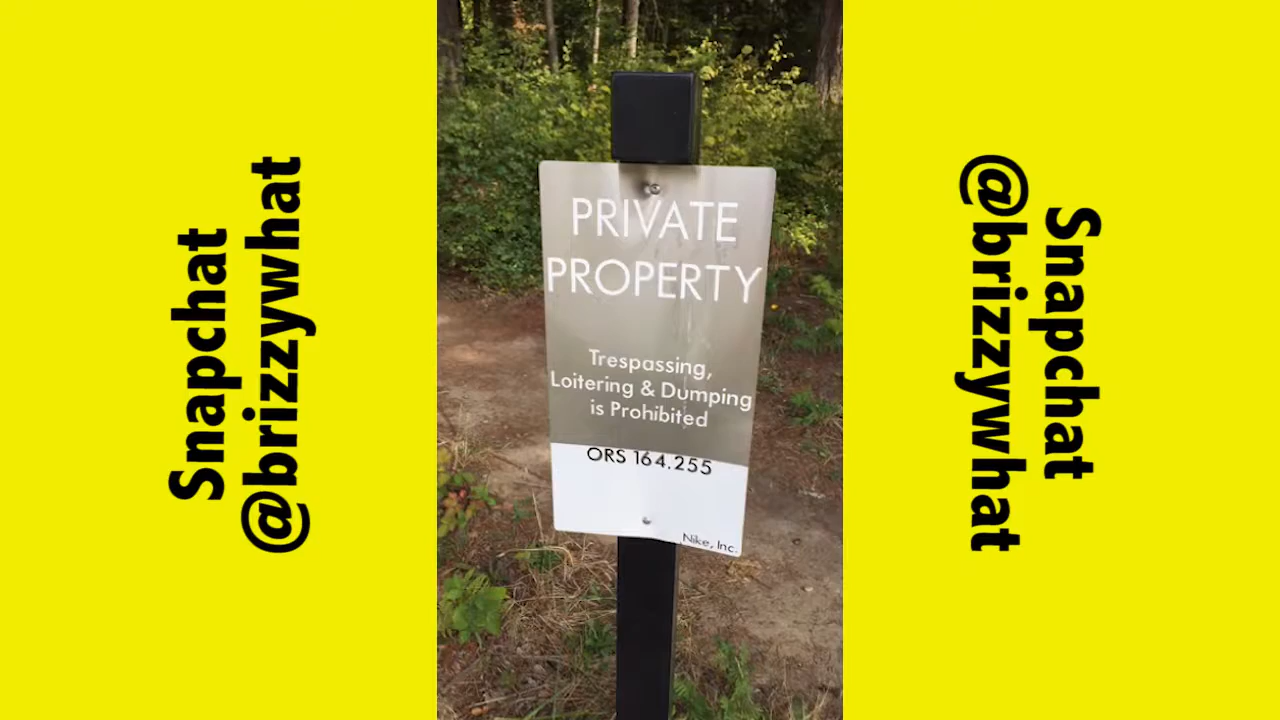 Snapchat
@brizzywhat
PRIVATE
PROPERTY
Trespassing,
Loitering & Dumping
is Prohibited
ORS 164.255
Nike, Inc.
Snapchat
@brizzywhat